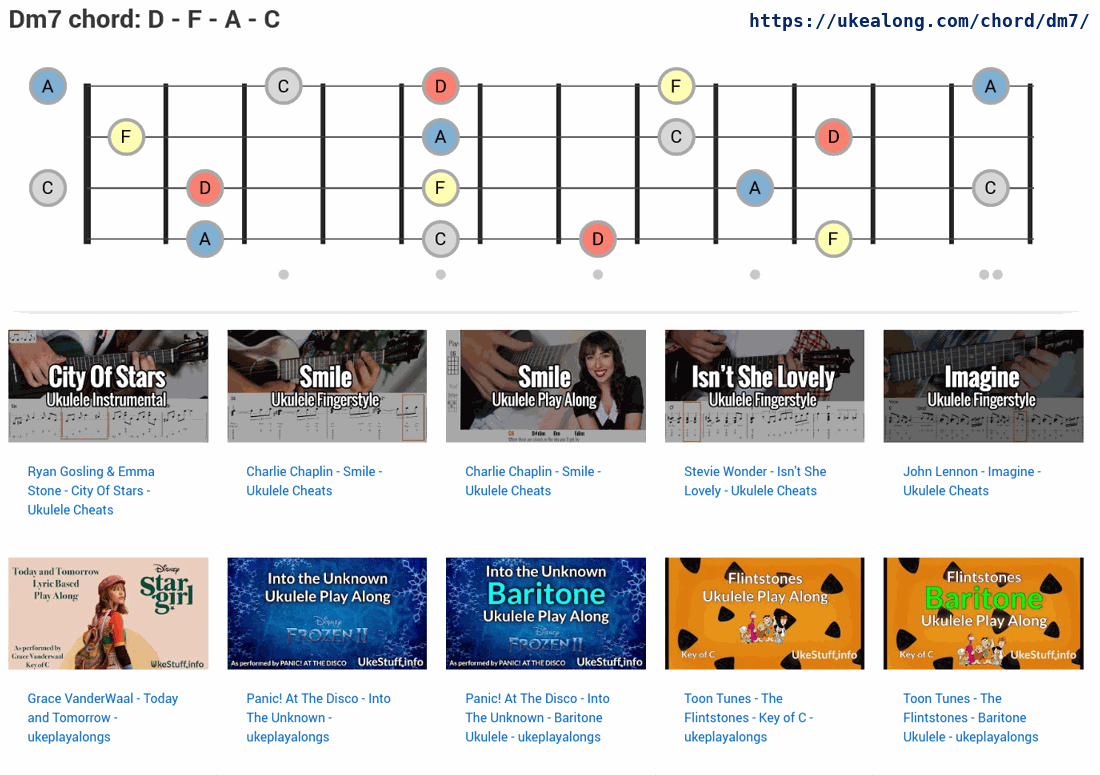 Dm7 chord: D - F - A - C
https://ukealong.com/chord/dm7/
A C D F A
F A C D
C D F A C
A C D F
City Of Stars
Ukulele Instrumental
Smile
Ukulele Fingerstyle
Smile
Ukulele Play Along
Isn't She Lovely
Ukulele Fingerstyle
Imagine
Ukulele Fingerstyle
Ryan Gosling & Emma
Stone - City Of Stars -
Ukulele Cheats
Charlie Chaplin - Smile -
Ukulele Cheats
Charlie Chaplin - Smile -
Ukulele Cheats
Stevie Wonder - Isn't She
Lovely - Ukulele Cheats
John Lennon - Imagine -
Ukulele Cheats
Today and Tomorrow
Lyric Based
Play Along
Disney
Star
girl
As performed by
Grace Vanderwaal
Key of C
UkeStuff.info
Into the Unknown
Ukulele Play Along
Disney
FROZEN II
As performed by PANIC! AT THE DISCO
UkeStuff.info
Into the Unknown
Baritone
Ukulele Play Along
Disney
FROZEN II
As performed by PANIC! AT THE DISCO
UkeStuff.info
Flintstones
Ukulele Play Along
Key of C
UkeStuff.info
Flintstones
Baritone
Ukulele Play Along
Key of C
UkeStuff.info
Grace VanderWaal - Today
and Tomorrow -
ukeplayalongs
Panic! At The Disco - Into
The Unknown -
ukeplayalongs
Panic! At The Disco - Into
The Unknown - Baritone
Ukulele - ukeplayalongs
Toon Tunes - The
Flintstones - Key of C -
ukeplayalongs
Toon Tunes - The
Flintstones - Baritone
Ukulele - ukeplayalongs